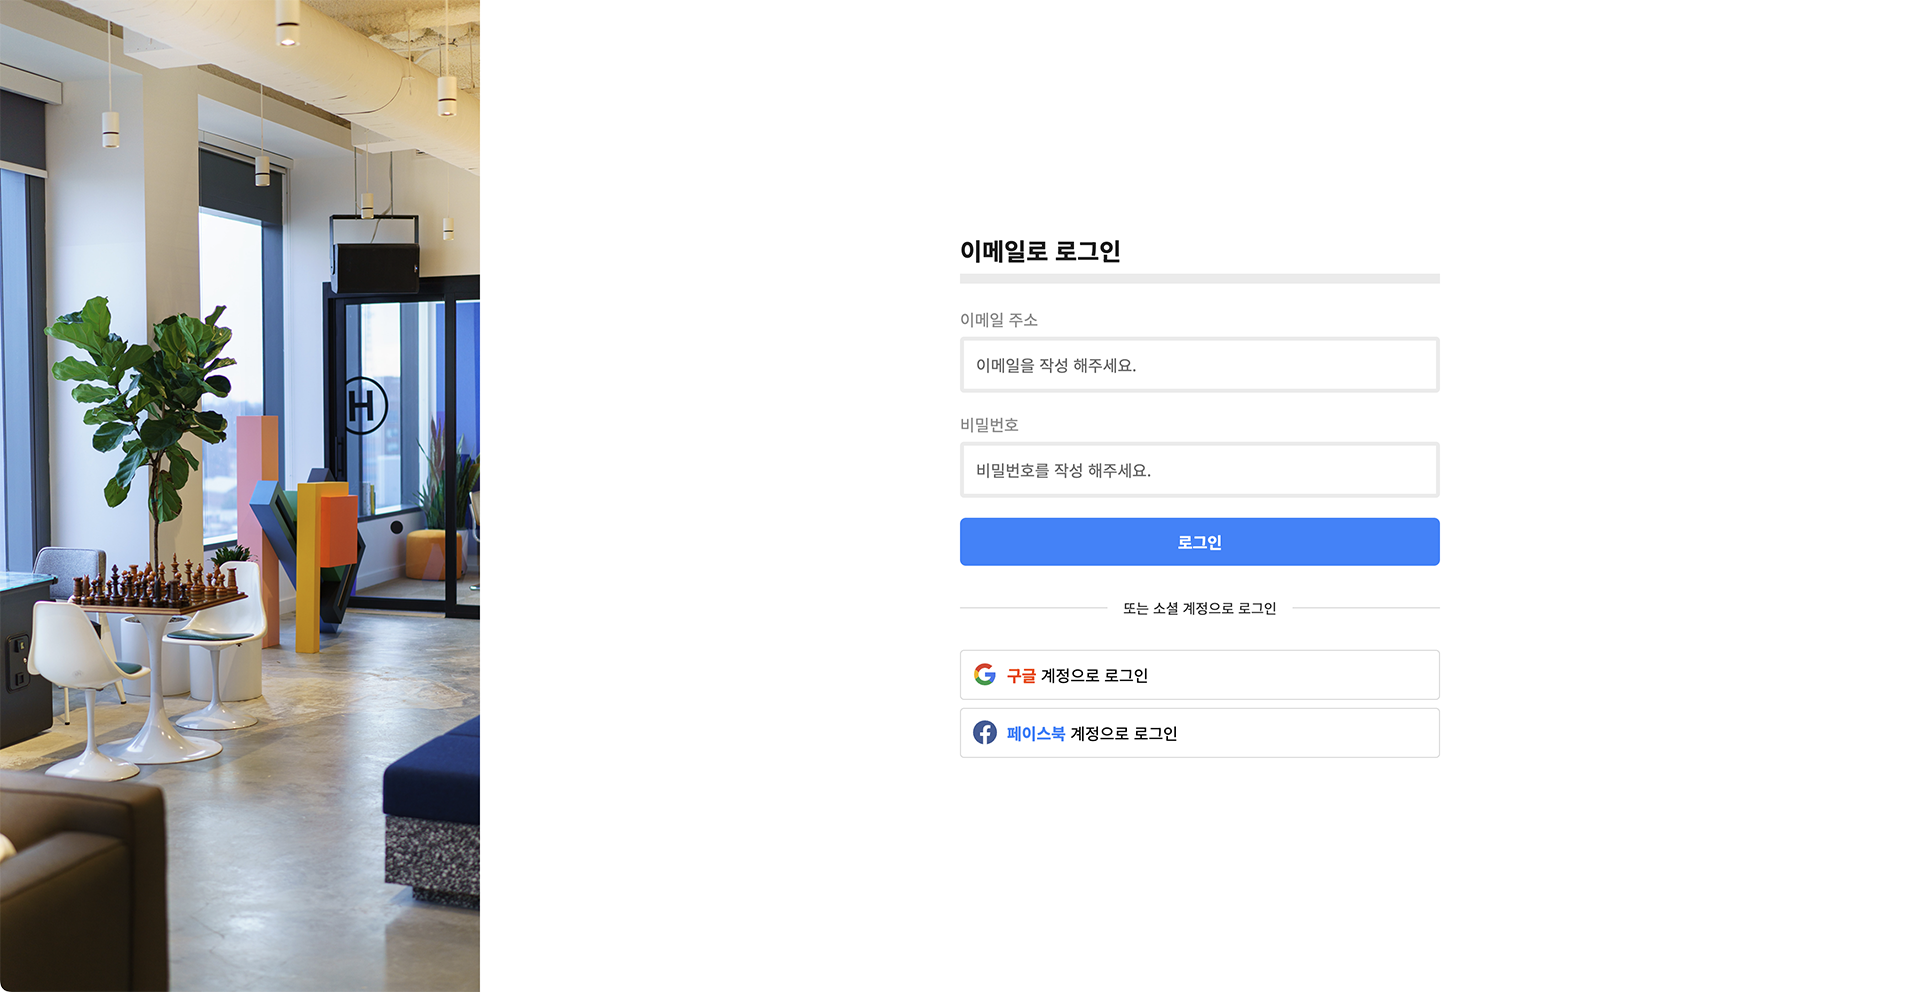 H
이메일로 로그인
이메일 주소
이메일을 작성 해주세요.
비밀번호
비밀번호를 작성 해주세요.
로그인
또는 소셜 계정으로 로그인
구글 계정으로 로그인
페이스북 계정으로 로그인